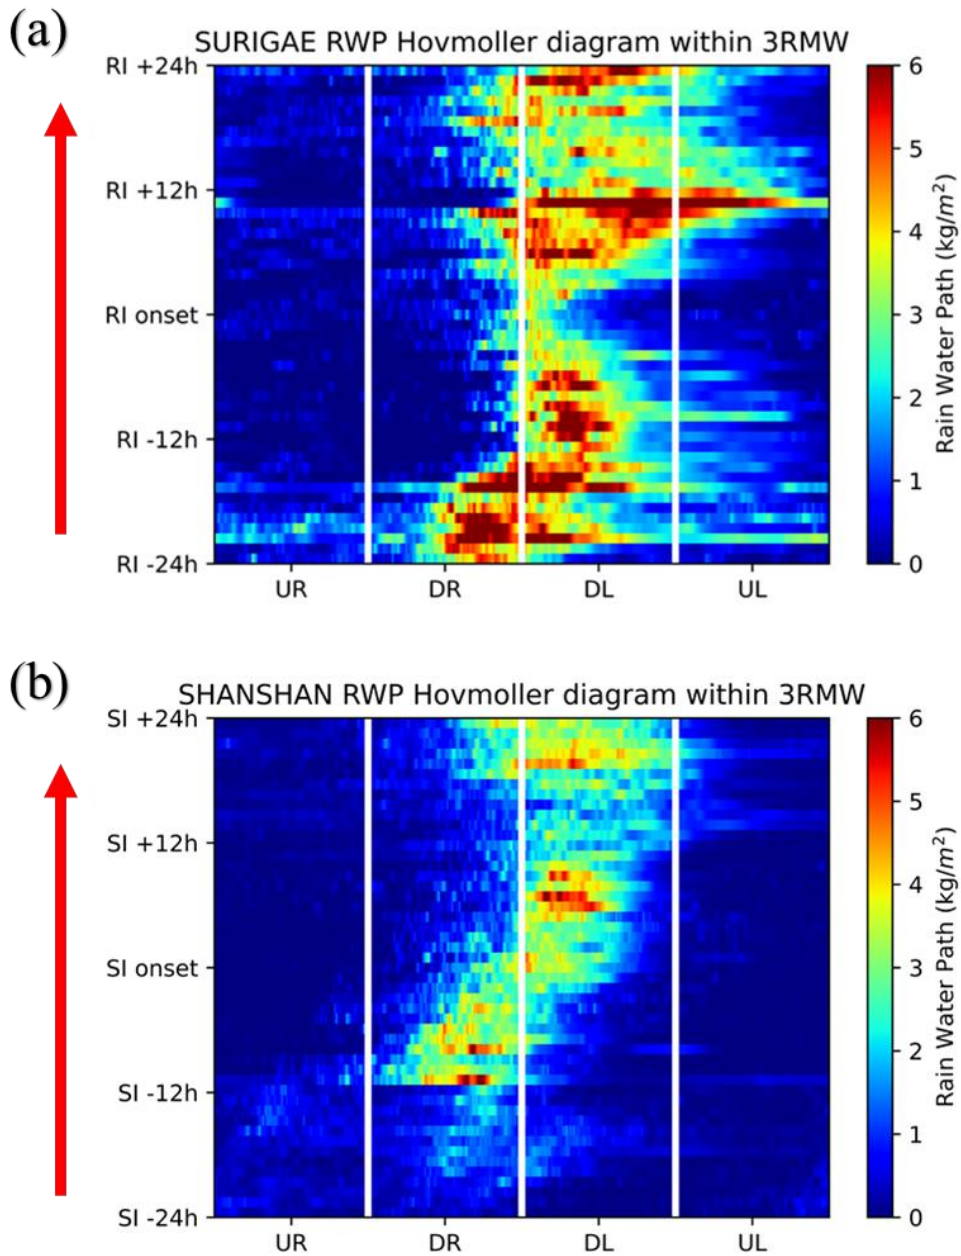 (a)
SURIGAE RWP Hovmoller diagram within 3RMW
RI +24h
RI +12h
RI onset
RI -12h
RI -24h
UR DR DL UL
6
5
4
3
2
1
0
Rain Water Path (kg/m²)
(b)
SHANSHAN RWP Hovmoller diagram within 3RMW
SI +24h
SI +12h
SI onset
SI -12h
SI -24h
UR DR DL UL
6
5
4
3
2
1
0
Rain Water Path (kg/m²)